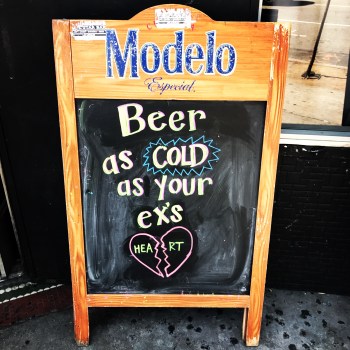 Modelo
Especial
Beer
as COLD
as your
ex's
HEA RT